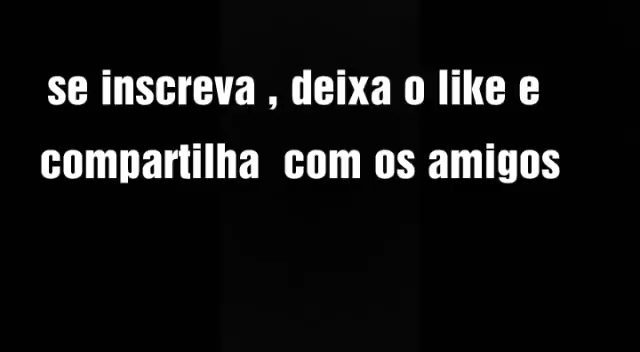 se inscreva , deixa o like e
compartilha com os amigos